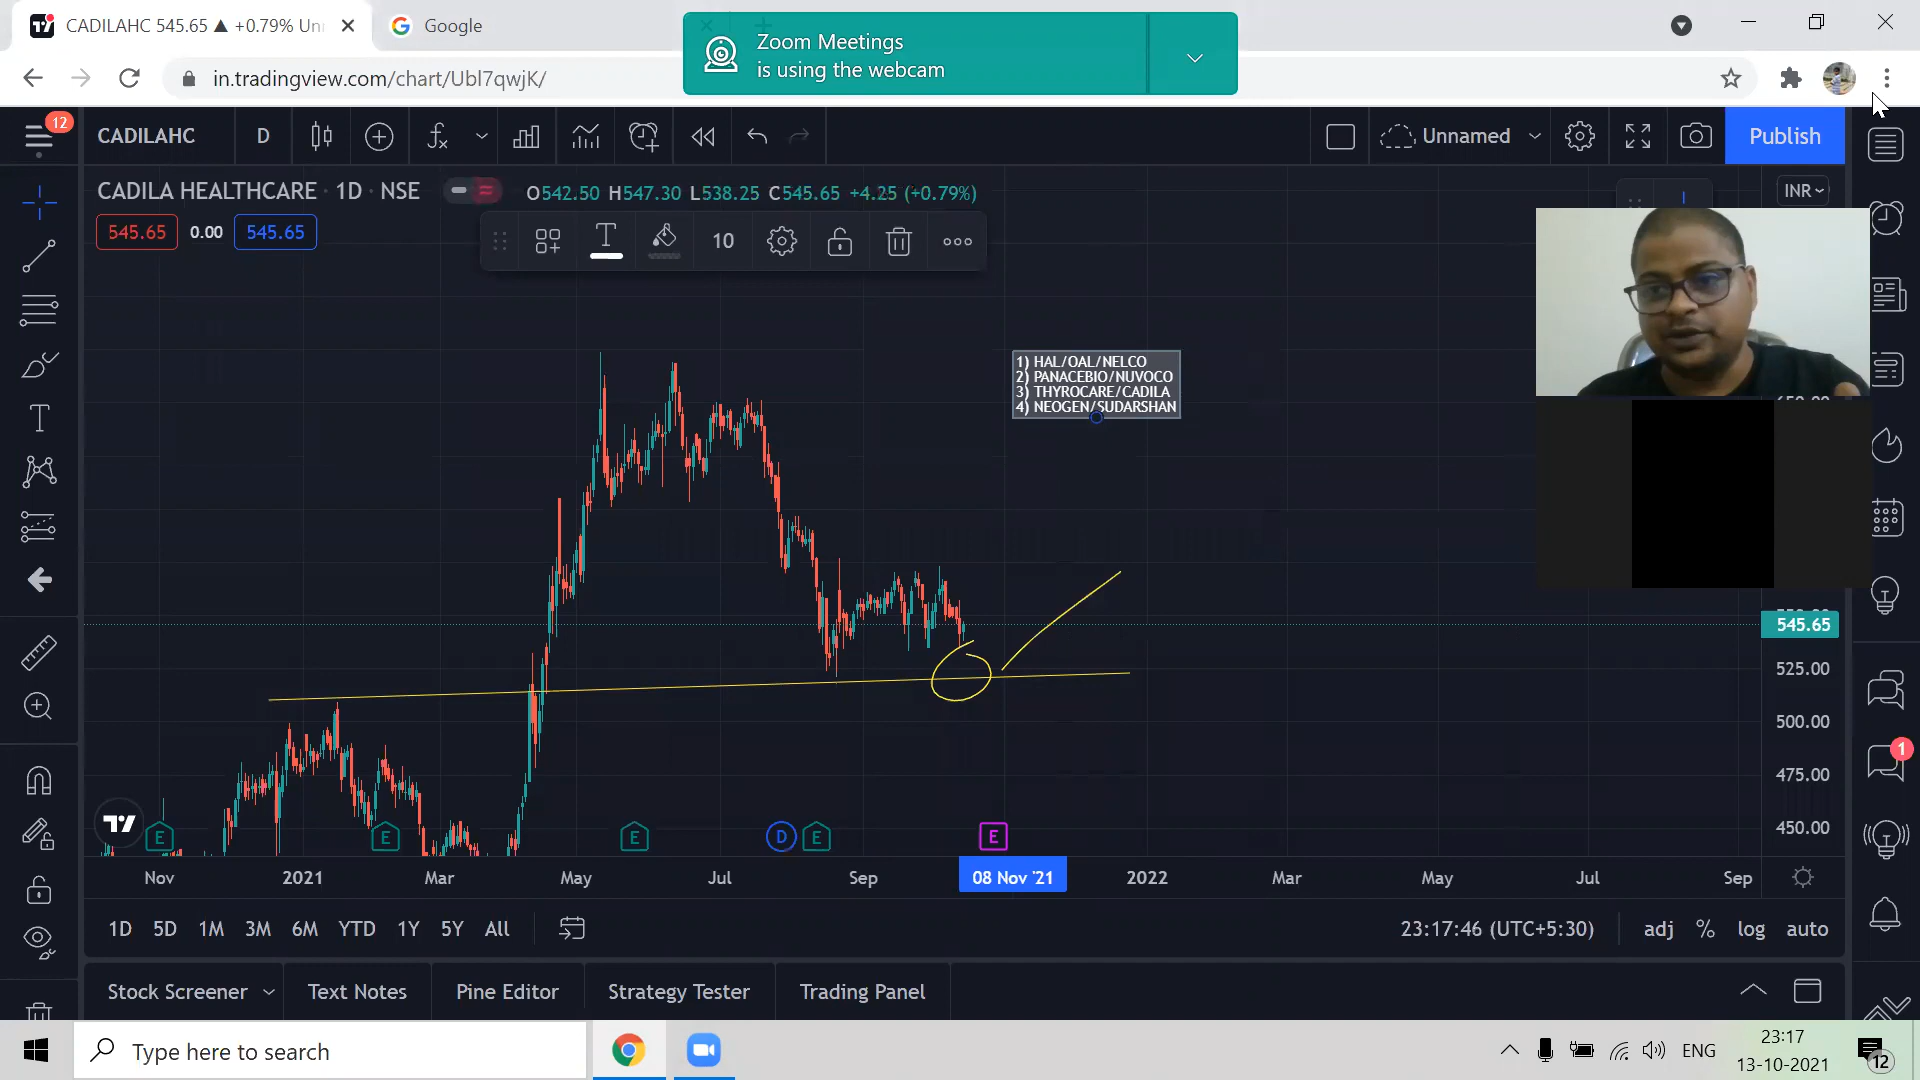 CADILAHC 545.65 ▲ +0.79% Un
Google
Zoom Meetings
is using the webcam
in.tradingview.com/chart/Ubl7qwjK/
12
CADILAHC
D
Unnamed
Publish
CADILA HEALTHCARE · 1D · NSE
O542.50 H547.30 L538.25 C545.65 +4.25 (+0.79%)
INR
545.65
0.00
545.65
10
1) HAL/OAL/NELCO
2) PANACEBIO/NUVOCO
3) THYROCARE/CADILA
4) NEOGEN/SUDARSHAN
545.65
525.00
500.00
475.00
450.00
1
E
E
E
D
E
E
Nov
2021
Mar
May
Jul
Sep
08 Nov '21
2022
Mar
May
Jul
Sep
1D 5D 1M 3M 6M YTD 1Y 5Y All
23:17:46 (UTC+5:30)
adj % log auto
Stock Screener
Text Notes
Pine Editor
Strategy Tester
Trading Panel
Type here to search
ENG
23:17
13-10-2021
12